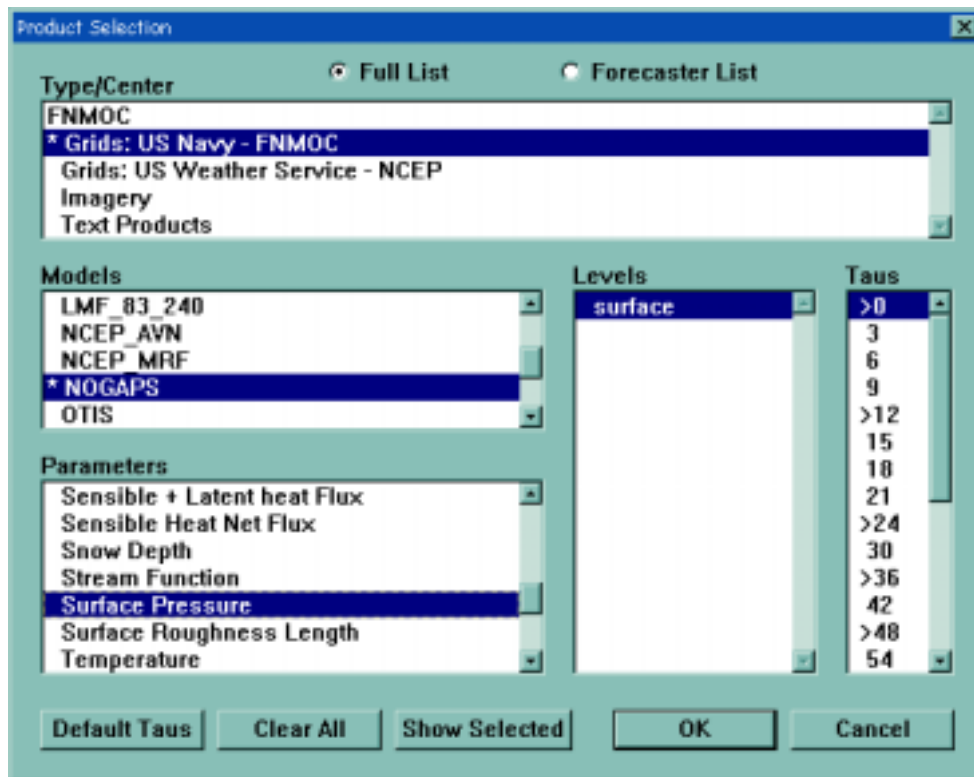 Product Selection
Full List
Forecaster List
Type/Center
FNMOC
* Grids: US Navy - FNMOC
Grids: US Weather Service - NCEP
Imagery
Text Products
Models
LMF_83_240
NCEP_AVN
NCEP_MRF
* NOGAPS
OTIS
Levels
surface
Taus
>0
3
6
9
>12
15
18
21
>24
30
>36
42
>48
54
Parameters
Sensible + Latent heat Flux
Sensible Heat Net Flux
Snow Depth
Stream Function
Surface Pressure
Surface Roughness Length
Temperature
Default Taus
Clear All
Show Selected
OK
Cancel